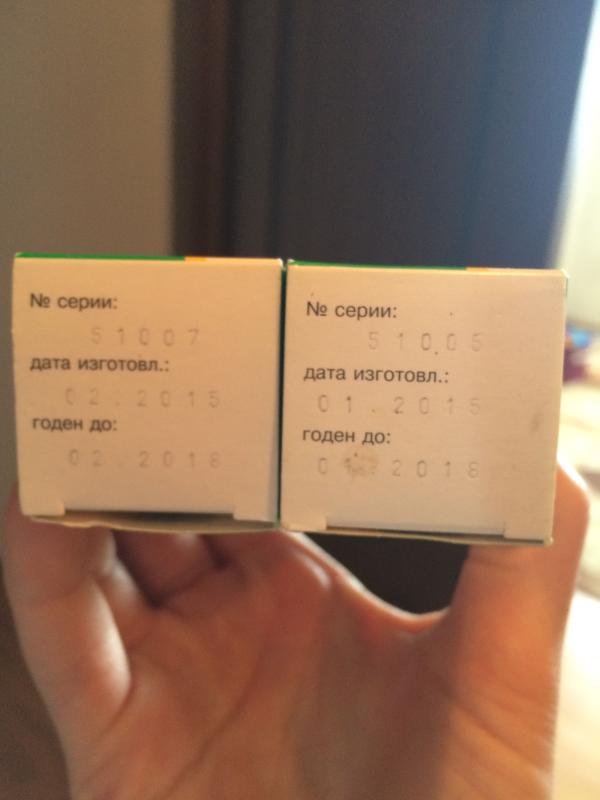 № серии:
51007
дата изготовл.:
02.2015
годен до:
02.2018
№ серии:
51005
дата изготовл.:
01.2015
годен до: